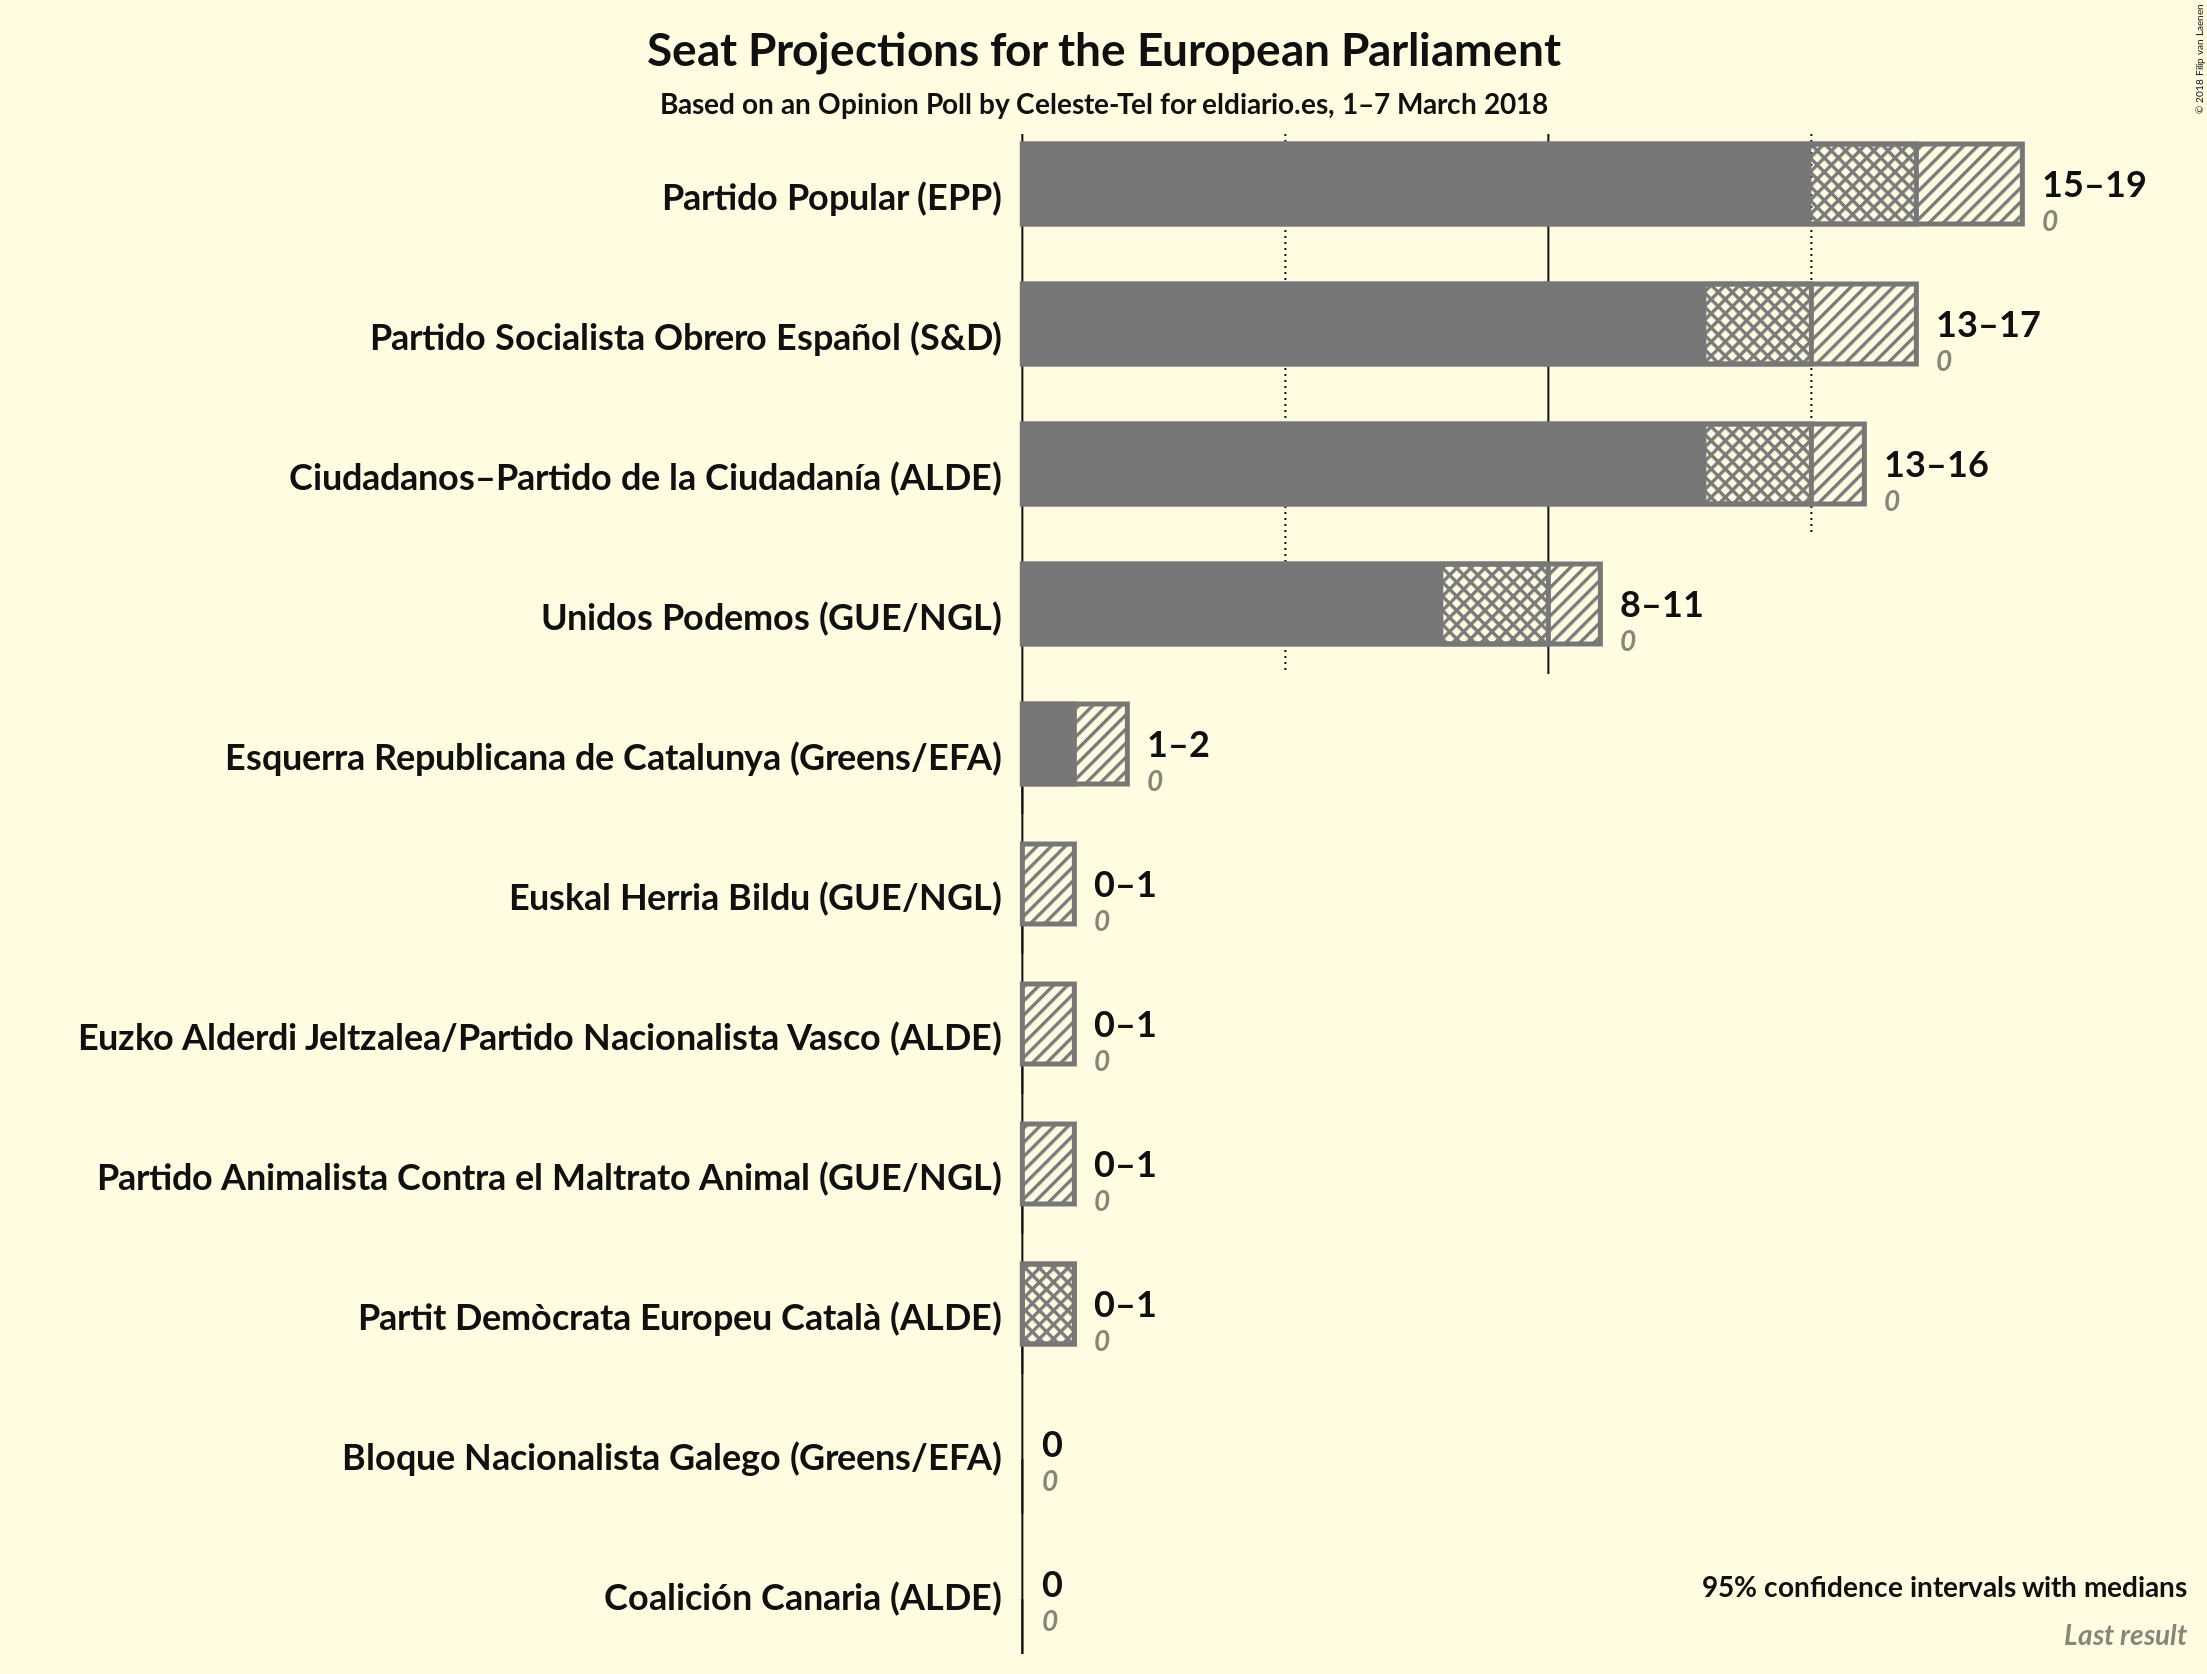 Seat Projections for the European Parliament
Based on an Opinion Poll by Celeste-Tel for eldiario.es, 1–7 March 2018
© 2018 Filip van Laenen
Partido Popular (EPP)
15–19
0
Partido Socialista Obrero Español (S&D)
13–17
0
Ciudadanos–Partido de la Ciudadanía (ALDE)
13–16
0
Unidos Podemos (GUE/NGL)
8–11
0
Esquerra Republicana de Catalunya (Greens/EFA)
1–2
0
Euskal Herria Bildu (GUE/NGL)
0–1
0
Euzko Alderdi Jeltzalea/Partido Nacionalista Vasco (ALDE)
0–1
0
Partido Animalista Contra el Maltrato Animal (GUE/NGL)
0–1
0
Partit Demòcrata Europeu Català (ALDE)
0–1
0
Bloque Nacionalista Galego (Greens/EFA)
0
0
Coalición Canaria (ALDE)
0
0
95% confidence intervals with medians
Last result